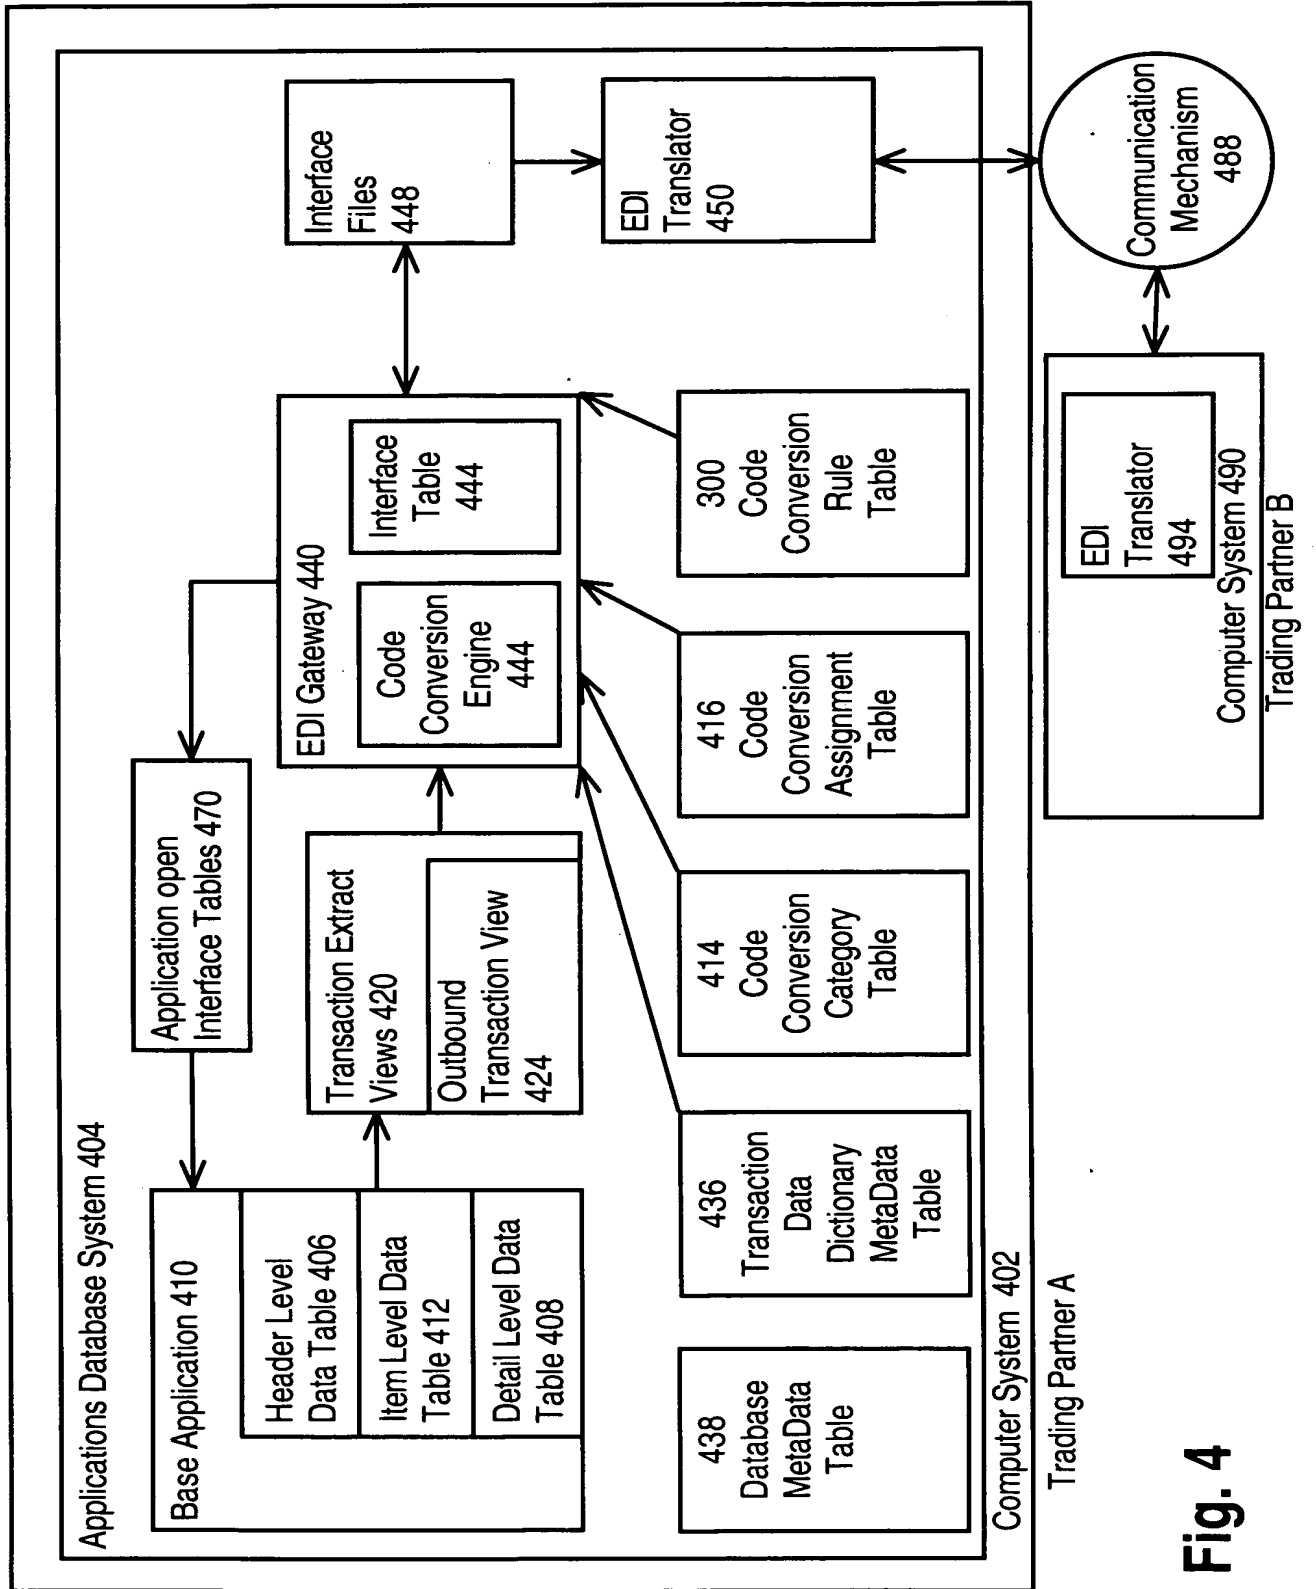 Applications Database System 404
Base Application 410
Header Level
Data Table 406
Item Level Data
Table 412
Detail Level Data
Table 408
Application open
Interface Tables 470
Transaction Extract
Views 420
Outbound
Transaction View
424
EDI Gateway 440
Code
Conversion
Engine
444
Interface
Table
444
Interface
Files
448
EDI
Translator
450
438
Database
MetaData
Table
436
Transaction
Data
Dictionary
MetaData
Table
414
Code
Conversion
Category
Table
416
Code
Conversion
Assignment
Table
300
Code
Conversion
Rule
Table
Computer System 402
Trading Partner A
EDI
Translator
494
Computer System 490
Trading Partner B
Communication
Mechanism
488
Fig. 4